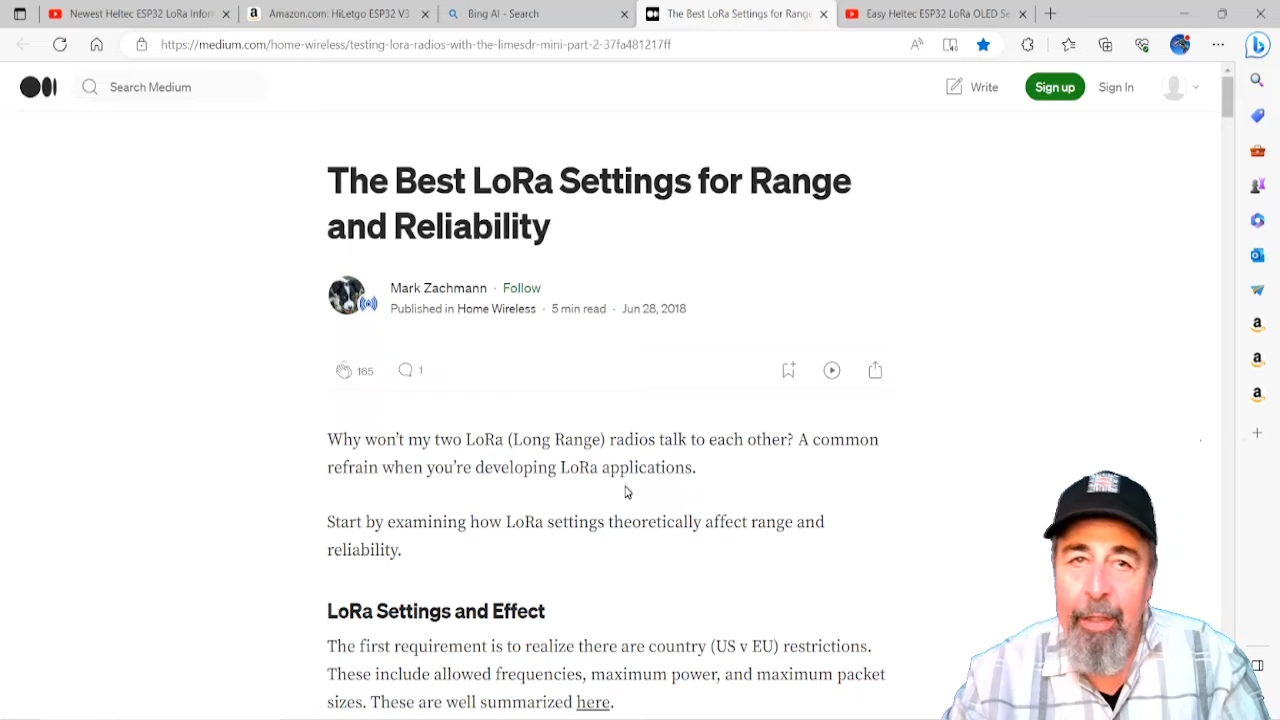 Newest Heltec ESP32 LoRa Inforn
Amazon.com: HiLetgo ESP32 V3
Bing AI - Search
The Best LoRa Settings for Range
Easy Heltec ESP32 LoRa OLED Se
https://medium.com/home-wireless/testing-lora-radios-with-the-limesdr-mini-part-2-37fa481217ff
Search Medium
Write
Sign up
Sign In
The Best LoRa Settings for Range
and Reliability
Mark Zachmann · Follow
Published in Home Wireless · 5 min read · Jun 28, 2018
165
1
Why won't my two LoRa (Long Range) radios talk to each other? A common
refrain when you're developing LoRa applications.
Start by examining how LoRa settings theoretically affect range and
reliability.
LoRa Settings and Effect
The first requirement is to realize there are country (US v EU) restrictions.
These include allowed frequencies, maximum power, and maximum packet
sizes. These are well summarized here.